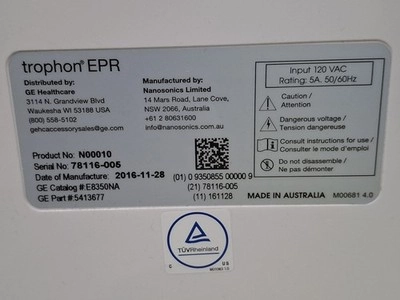 trophon® EPR
Distributed by:
GE Healthcare
3114 N. Grandview Blvd
Waukesha WI 53188 USA
(800) 558-5102
gehcaccessorysales@ge.com
Manufactured by:
Nanosonics Limited
14 Mars Road, Lane Cove,
NSW 2066, Australia
+61 2 80631600
info@nanosonics.com.au
Input 120 VAC
Rating: 5A. 50/60Hz
Caution /
Attention
Dangerous voltage /
Tension dangereuse
Consult instructions for use /
Consulter le mode d'emploi
Do not disassemble /
Ne pas démonter
Product No: N00010
Serial No: 78116-005
Date of Manufacture: 2016-11-28
GE Catalog #:E8350NA
GE Part#:5413677
(01) 0 9350855 00000 9
(21) 78116-005
(11) 161128
MADE IN AUSTRALIA
M00681 4.0
TÜVRheinland
C US